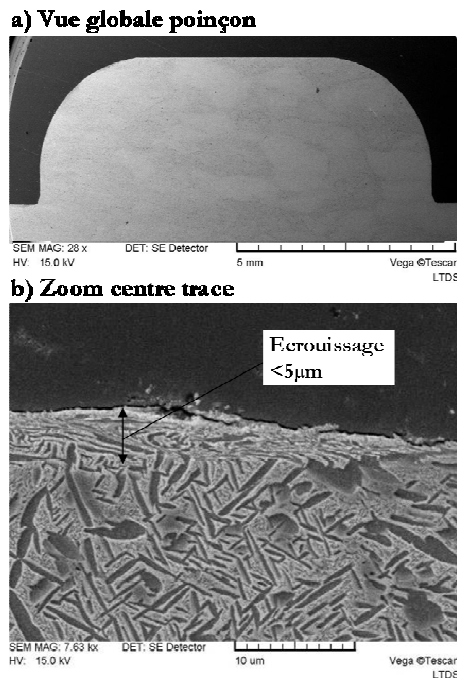 a) Vue globale poinçon
SEM MAG: 28 x DET: SE Detector
HV: 15.0 kV 5 mm Vega ©Tescan
LTDS
b) Zoom centre trace
Ecrouissage
<5µm
SEM MAG: 7.63 kx DET: SE Detector
HV: 15.0 kV 10 um Vega ©Tescan
LTDS